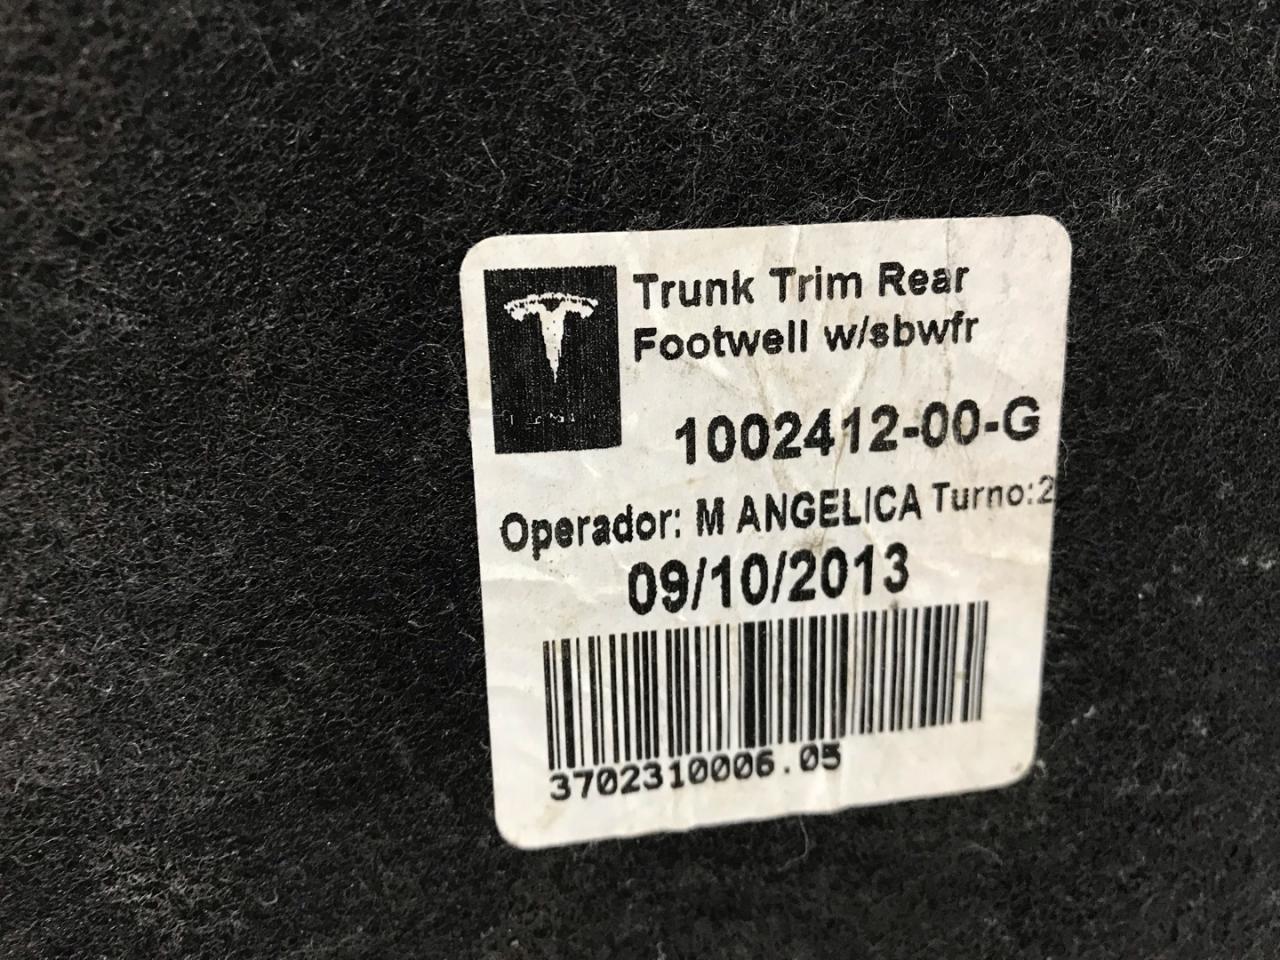 Trunk Trim Rear
Footwell w/sbwfr
1002412-00-G
Operador: M ANGELICA Turno:2
09/10/2013
3702310006.05